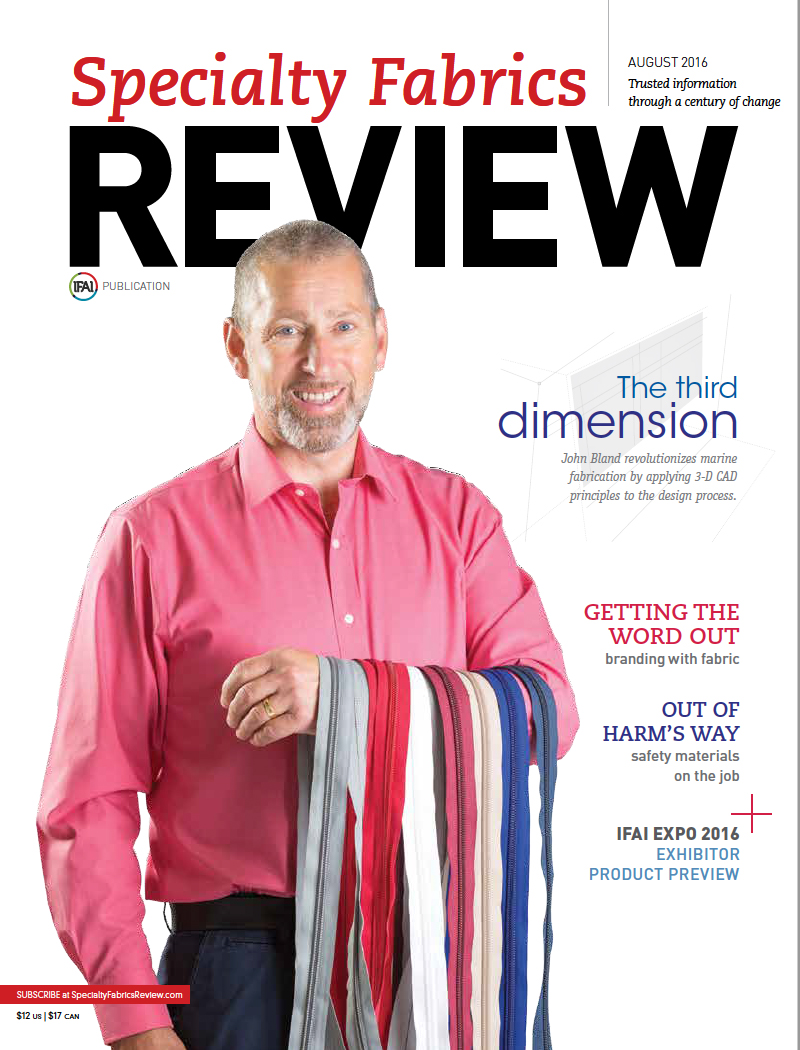 Specialty Fabrics
REVIEW
AUGUST 2016
Trusted information
through a century of change
IFAI PUBLICATION
The third
dimension
John Bland revolutionizes marine
fabrication by applying 3-D CAD
principles to the design process.
GETTING THE
WORD OUT
branding with fabric
OUT OF
HARM'S WAY
safety materials
on the job
IFAI EXPO 2016
EXHIBITOR
PRODUCT PREVIEW
SUBSCRIBE at SpecialtyFabricsReview.com
$12 US | $17 CAN